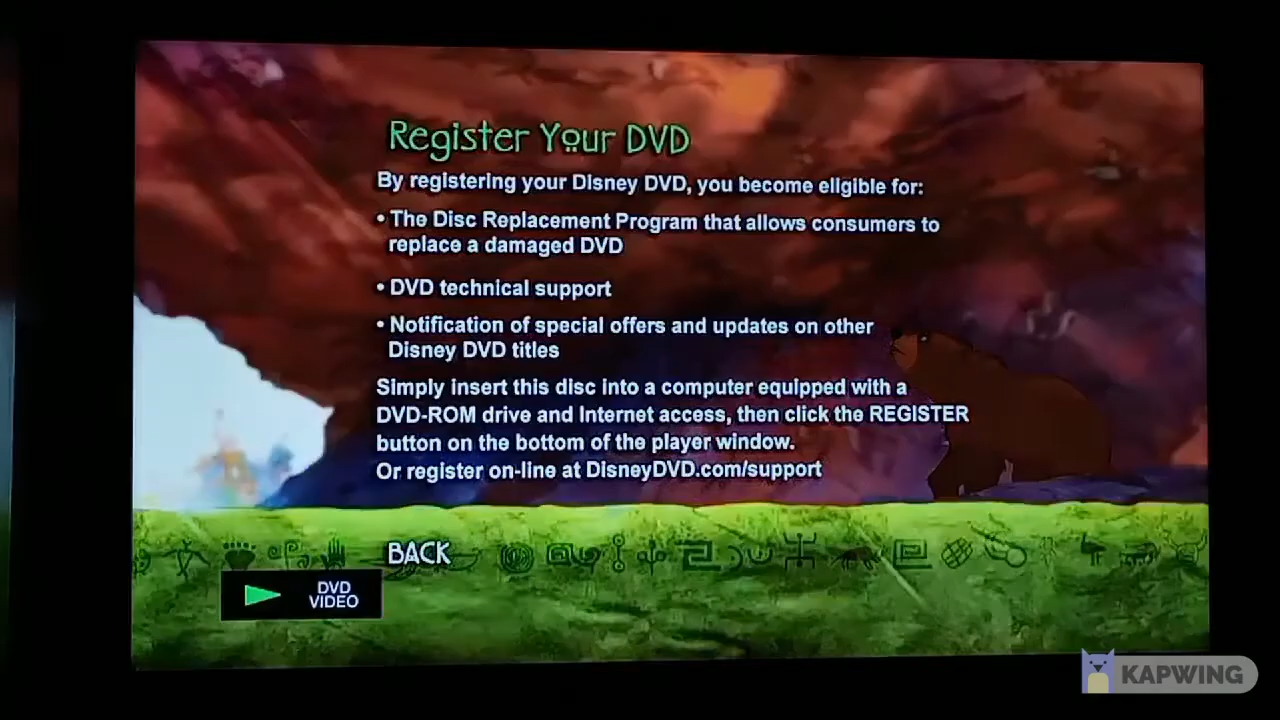 Register Your DVD
By registering your Disney DVD, you become eligible for:
• The Disc Replacement Program that allows consumers to
replace a damaged DVD
• DVD technical support
• Notification of special offers and updates on other
Disney DVD titles
Simply insert this disc into a computer equipped with a
DVD-ROM drive and Internet access, then click the REGISTER
button on the bottom of the player window.
Or register on-line at DisneyDVD.com/support
BACK
DVD
VIDEO
KAPWING